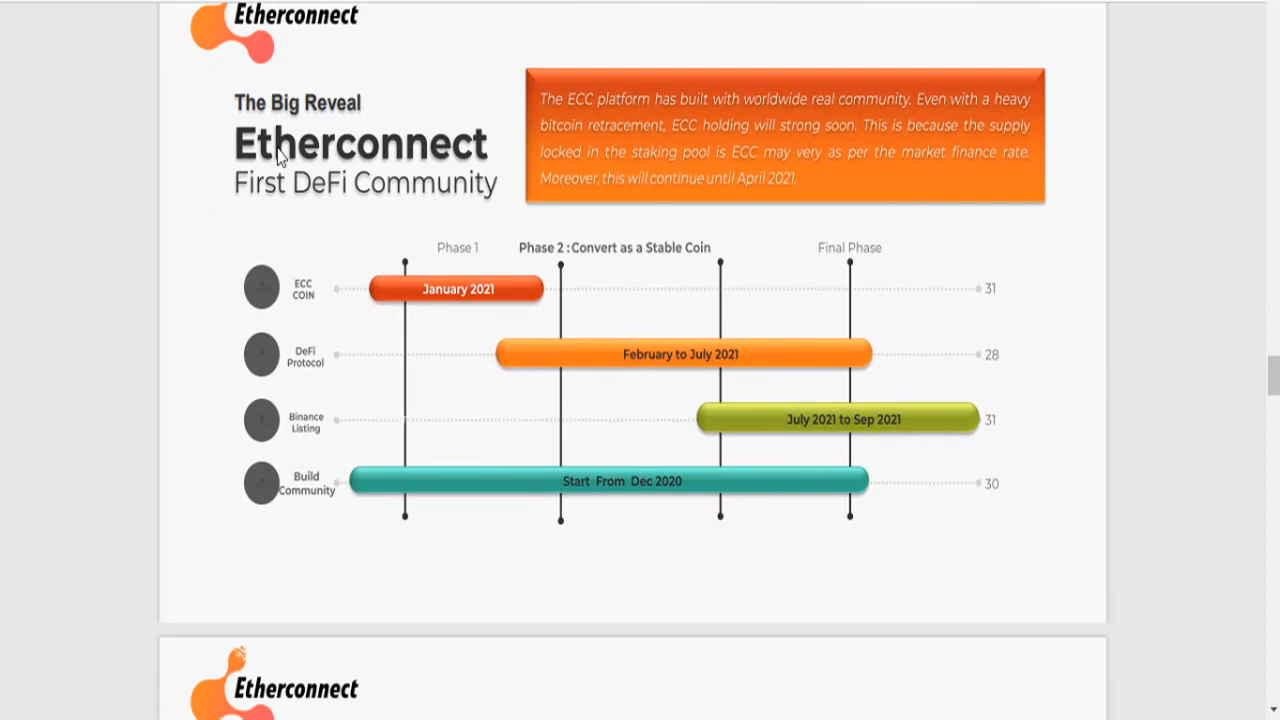 Etherconnect
The Big Reveal
Etherconnect
First DeFi Community
The ECC platform has built with worldwide real community. Even with a heavy
bitcoin retracement, ECC holding will strong soon. This is because the supply
locked in the staking pool is ECC may very as per the market finance rate.
Moreover, this will continue until April 2021.
Phase 1
Phase 2 : Convert as a Stable Coin
Final Phase
ECC
COIN
January 2021
31
DeFi
Protocol
February to July 2021
28
Binance
Listing
July 2021 to Sep 2021
31
Build
Community
Start From Dec 2020
30
Etherconnect